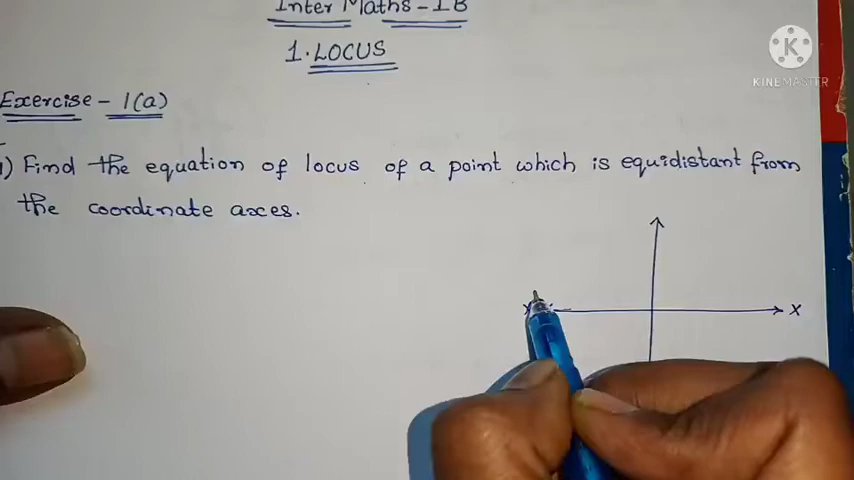 Inter Maths - IB
1. LOCUS
KINEMASTER
Exercise - 1(a)
1) Find the equation of locus of a point which is equidistant from
the coordinate axes.
X